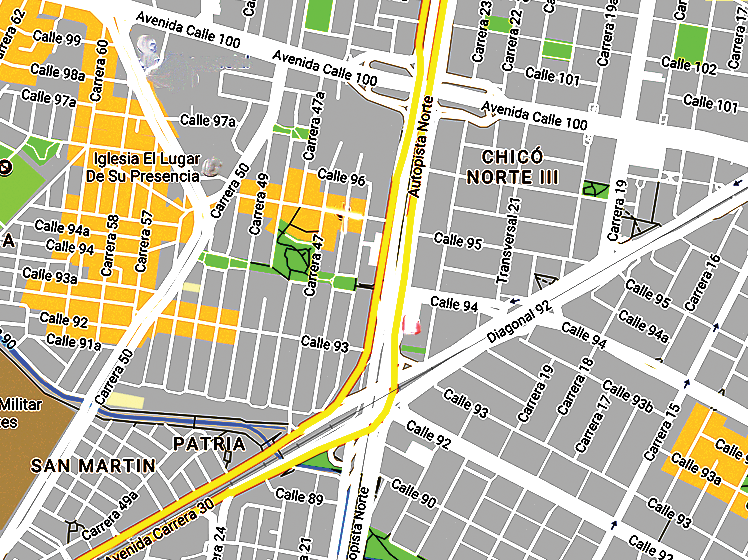 Carrera 62
Calle 99
Carrera 60
Avenida Calle 100
Avenida Calle 100
Carrera 23
Carrera 22
Carrera 19a
Calle 102
Calle 98a
Calle 101
Calle 101
Calle 97a
Calle 97a
Carrera 47a
Autopista Norte
Avenida Calle 100
Iglesia El Lugar
De Su Presencia
CHICÓ
NORTE III
Calle 96
Carrera 50
Carrera 49
Carrera 19
Transversal 21
Calle 94a
Calle 94
Carrera 58
Carrera 57
A
Carrera 47
Calle 95
Calle 93a
Calle 95
Carrera 16
Calle 94
Diagonal 92
Calle 92
Calle 94
Calle 94a
Calle 91a
Calle 93
90
Carrera 50
Carrera 19
Carrera 18
Carrera 17
Calle 93b
Militar
tes
Calle 93
Carrera 15
PATRIA
Calle 92
SAN MARTIN
Calle 93a
Calle 89
Calle 90
Carrera 49a
Avenida Carrera 30
Autopista Norte
Calle 93
Calle 92
24
21